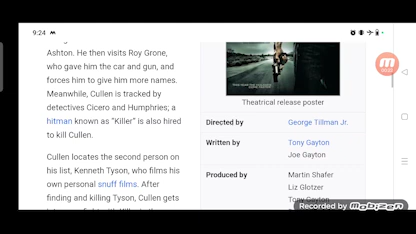 9:24
Ashton. He then visits Roy Grone,
who gave him the car and gun, and
forces him to give him more names.
Meanwhile, Cullen is tracked by
detectives Cicero and Humphries; a
hitman known as "Killer" is also hired
to kill Cullen.
Cullen locates the second person on
his list, Kenneth Tyson, who films his
own personal snuff films. After
finding and killing Tyson, Cullen gets
Theatrical release poster
Directed by George Tillman Jr.
Written by Tony Gayton
Joe Gayton
Produced by Martin Shafer
Liz Glotzer
Tony Gayton
Recorded by Mobizen